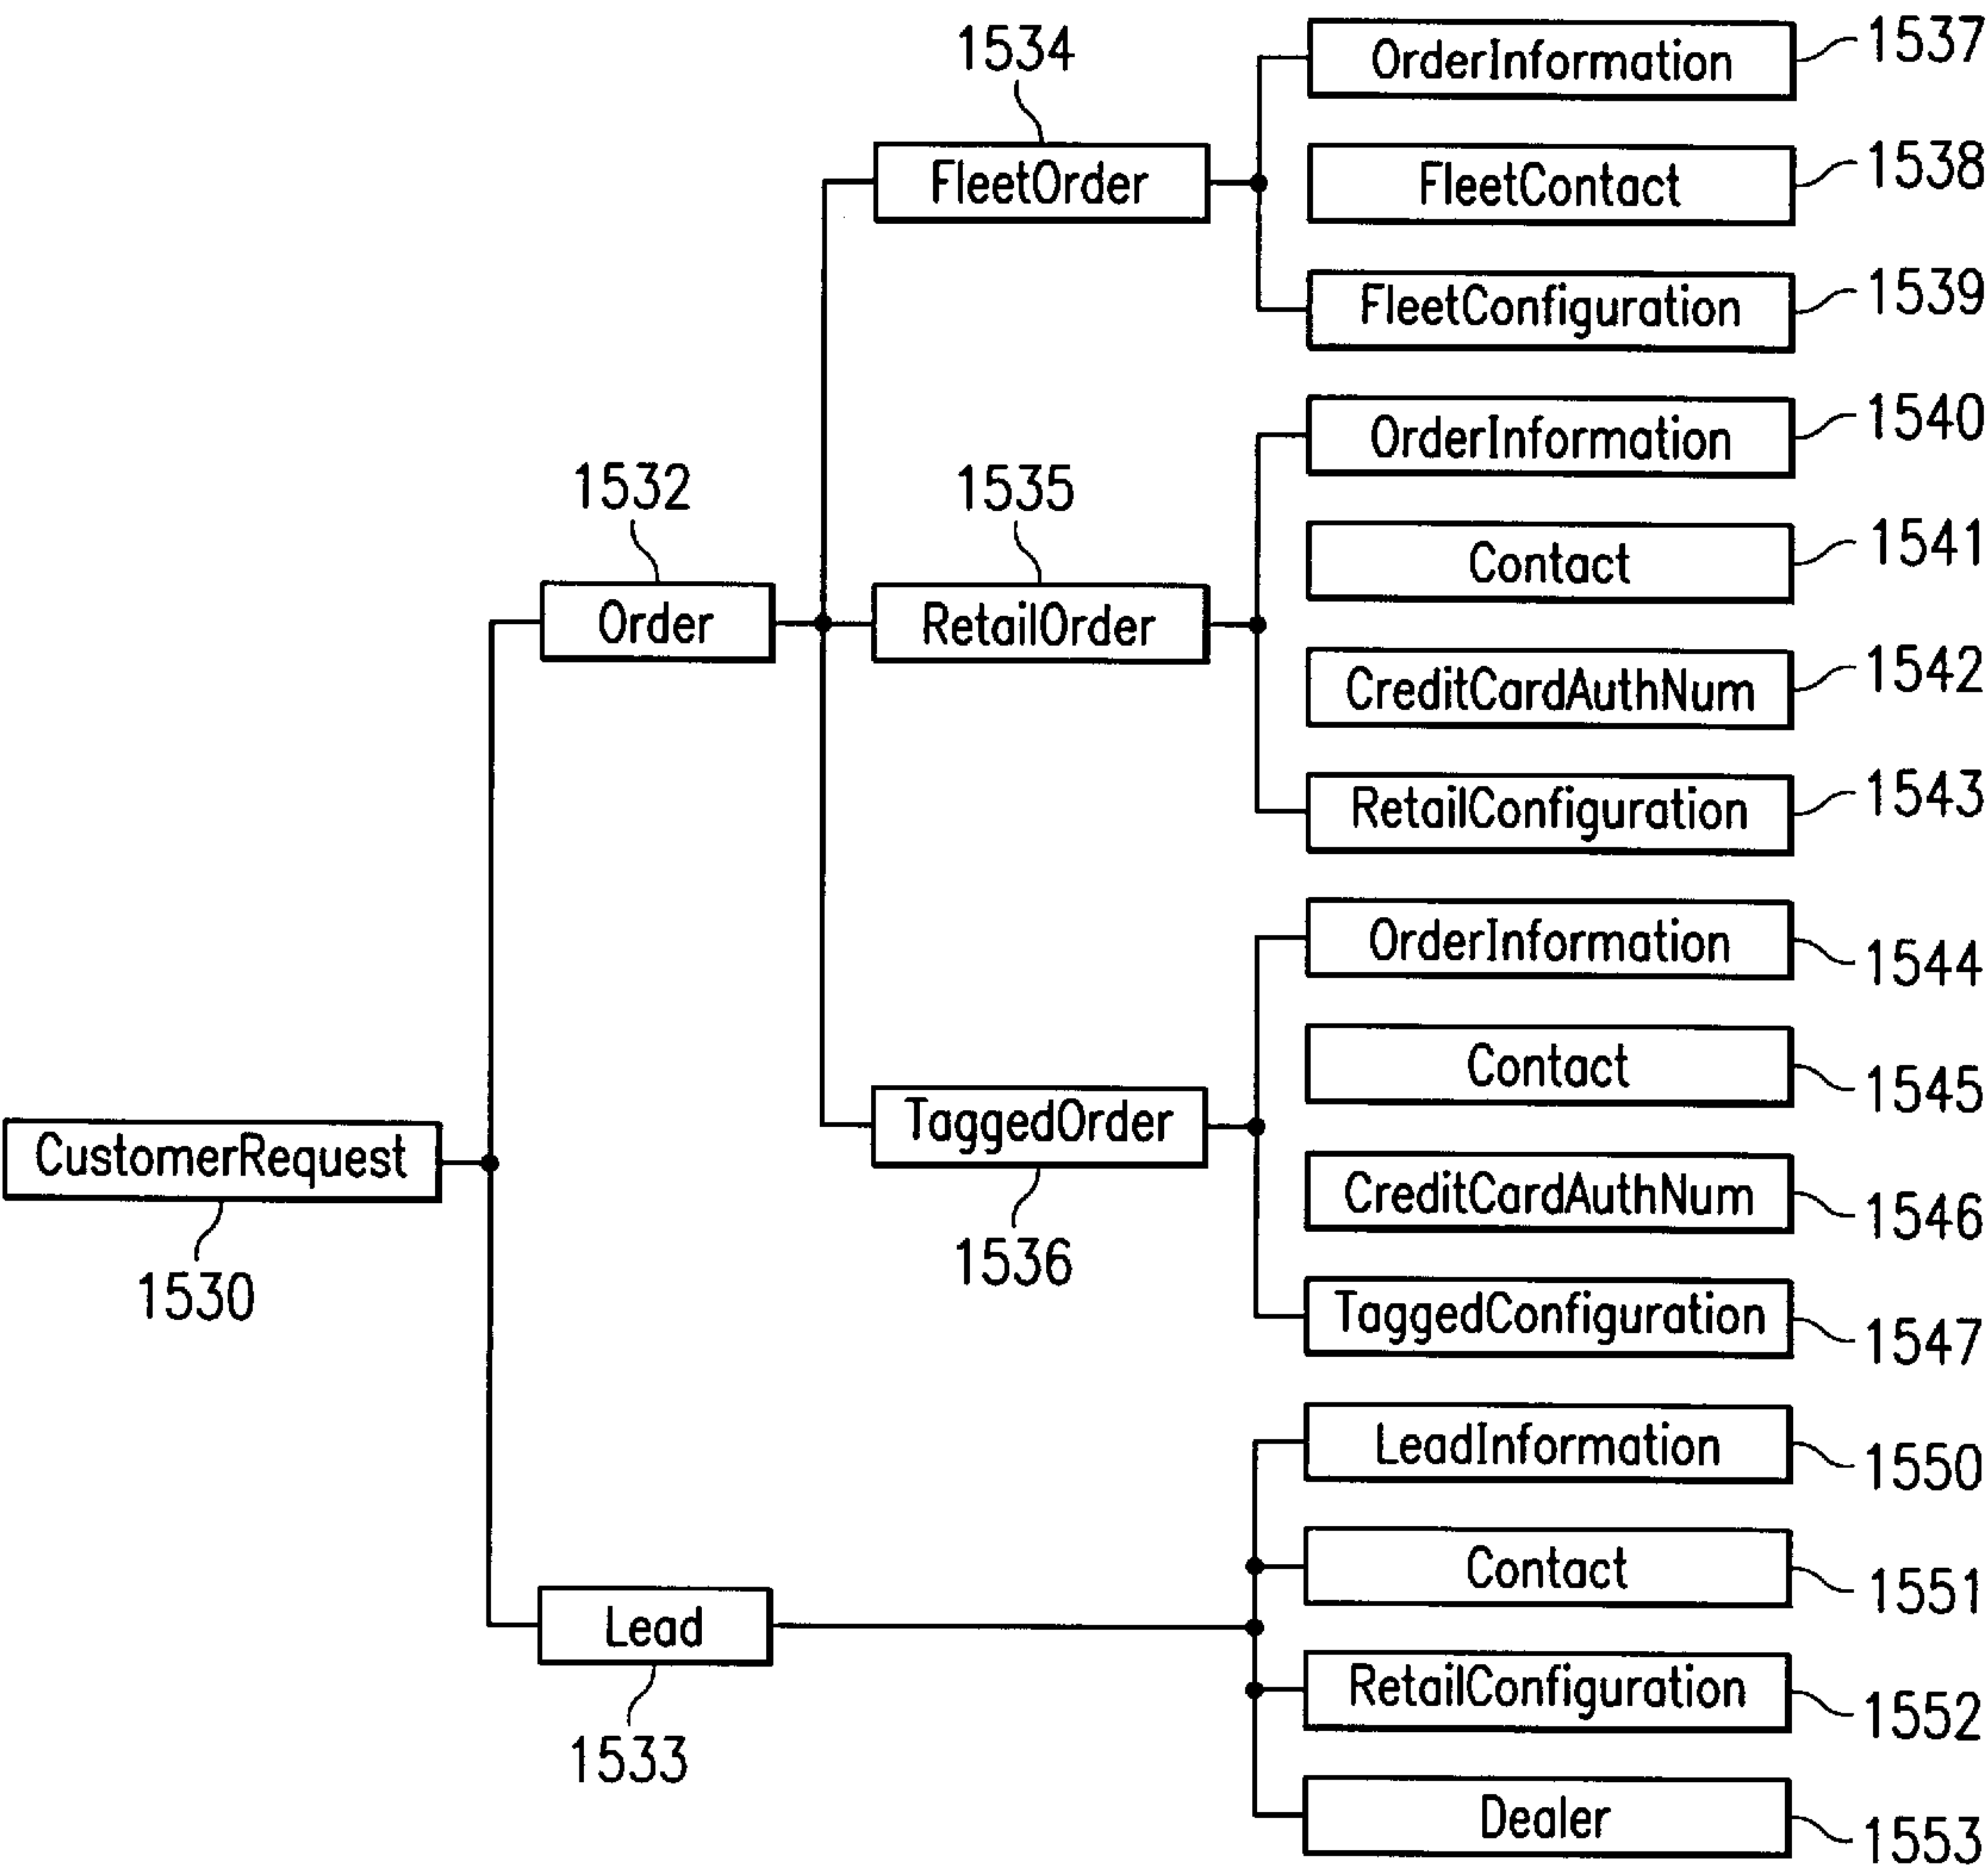 1534
OrderInformation
1537
FleetOrder
FleetContact
1538
FleetConfiguration
1539
1532
1535
OrderInformation
1540
Order
RetailOrder
Contact
1541
CreditCardAuthNum
1542
RetailConfiguration
1543
OrderInformation
1544
CustomerRequest
TaggedOrder
Contact
1545
1530
1536
CreditCardAuthNum
1546
TaggedConfiguration
1547
LeadInformation
1550
Lead
Contact
1551
1533
RetailConfiguration
1552
Dealer
1553